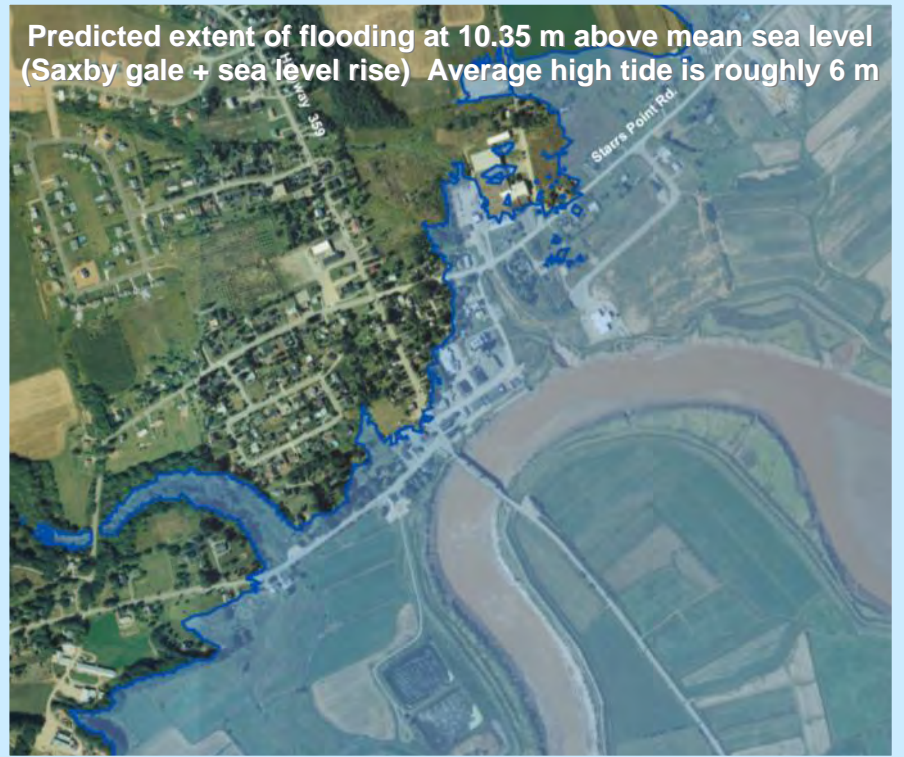 Predicted extent of flooding at 10.35 m above mean sea level
(Saxby gale + sea level rise) Average high tide is roughly 6 m
Highway 359
Starrs Point Rd.